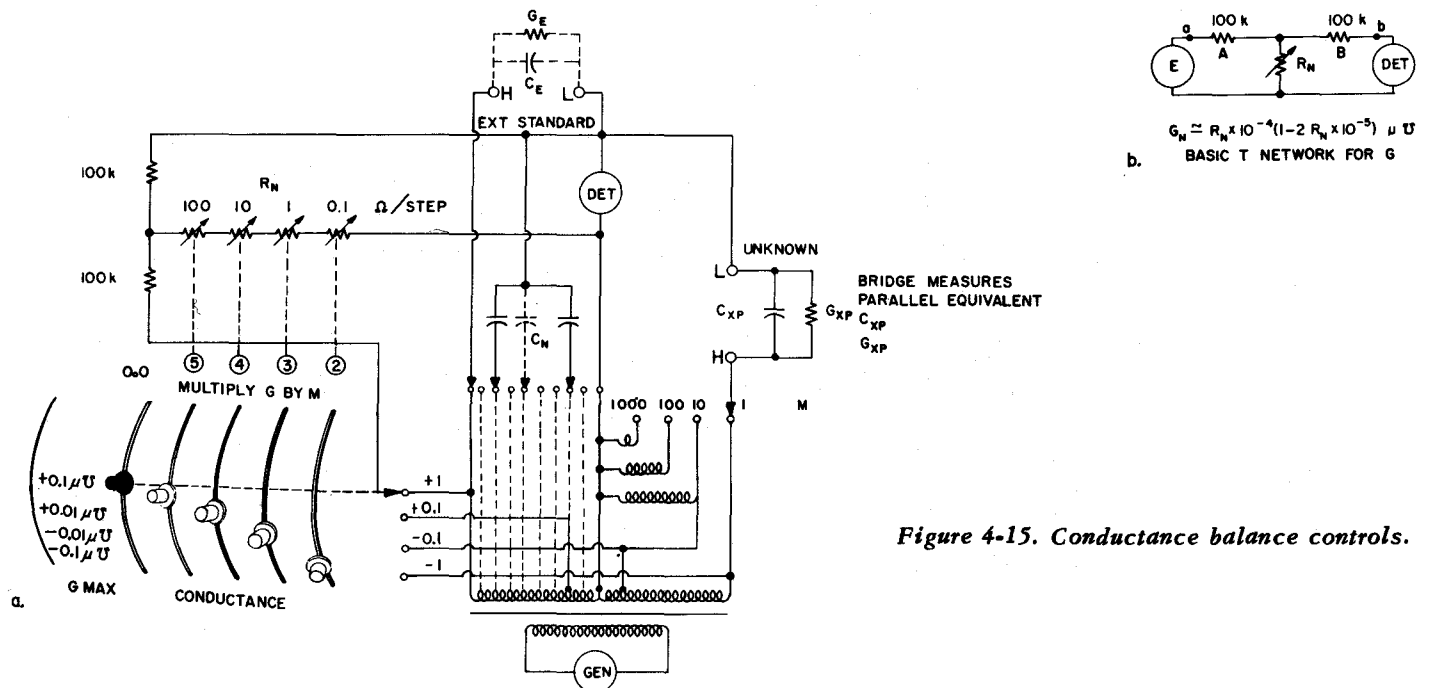 G_E
C_E
H
L
EXT STANDARD
100 k
R_N
100
10
1
0.1
Ω/STEP
DET
100 k
UNKNOWN
L
C_XP
G_XP
H
BRIDGE MEASURES
PARALLEL EQUIVALENT
C_XP
G_XP
C_N
5
4
3
2
0.0
MULTIPLY G BY M
1000
100
10
1
M
+0.1 μ℧
+0.01 μ℧
-0.01 μ℧
-0.1 μ℧
+1
+0.1
-0.1
-1
G MAX
CONDUCTANCE
a.
GEN
100 k
100 k
a
b
A
B
E
R_N
DET
G_N ≃ R_N × 10⁻⁴ (1-2 R_N × 10⁻⁵) μ ℧
b.
BASIC T NETWORK FOR G
Figure 4-15. Conductance balance controls.